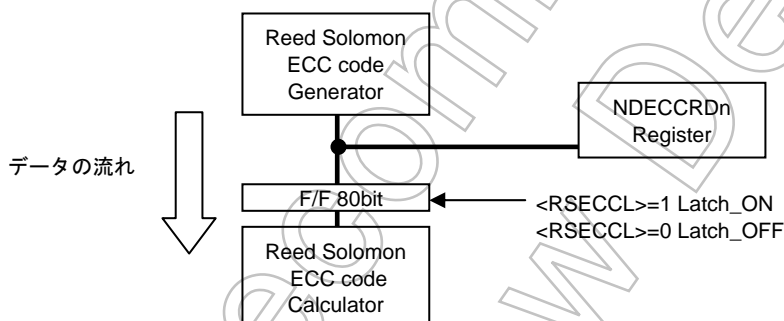 Reed Solomon
ECC code
Generator
NDECCRDn
Register
データの流れ
F/F 80bit
<RSECCL>=1 Latch_ON
<RSECCL>=0 Latch_OFF
Reed Solomon
ECC code
Calculator